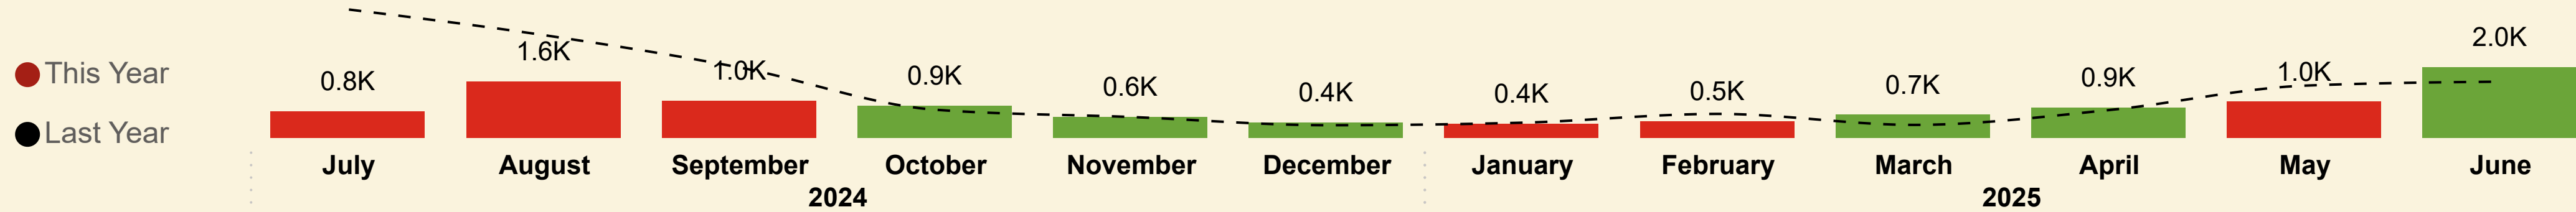 This Year
Last Year
0.8K 1.6K 1.0K 0.9K 0.6K 0.4K 0.4K 0.5K 0.7K 0.9K 1.0K 2.0K
July August September October November December January February March April May June
2024 2025